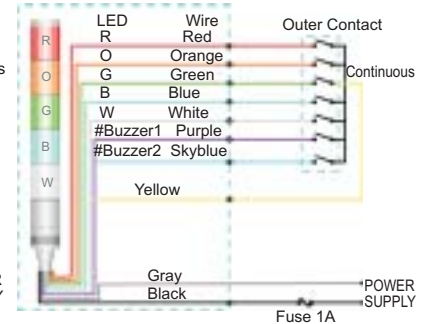 LED Wire Outer Contact
R Red
O Orange
G Green Continuous
B Blue
W White
#Buzzer1 Purple
#Buzzer2 Skyblue
Yellow
R
O
G
B
W
Gray
Black
POWER
SUPPLY
Fuse 1A